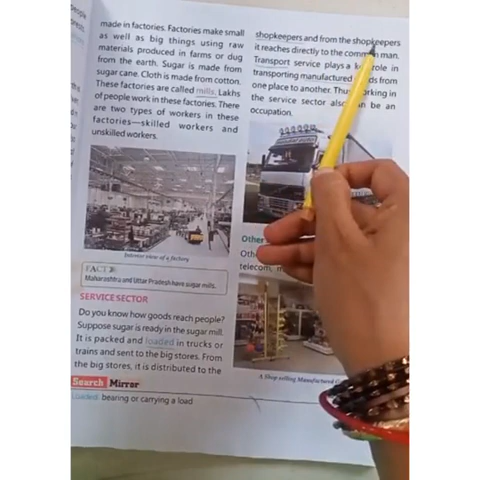 people
made in factories. Factories make small
as well as big things using raw
materials produced in farms or dug
from the earth. Sugar is made from
sugar cane. Cloth is made from cotton.
These factories are called mills. Lakhs
of people work in these factories. There
are two types of workers in these
factories—skilled workers and
unskilled workers.
Interior view of a factory
FACT
Maharashtra and Uttar Pradesh have sugar mills.
SERVICE SECTOR
Do you know how goods reach people?
Suppose sugar is ready in the sugar mill.
It is packed and loaded in trucks or
trains and sent to the big stores. From
the big stores, it is distributed to the
Search Mirror
Loaded: bearing or carrying a load
shopkeepers and from the shopkeepers
it reaches directly to the common man.
Transport service plays a role in
transporting manufactured from
one place to another. working in
the service sector also be an
occupation.
Other
telecom,
A Shop selling Manufactured